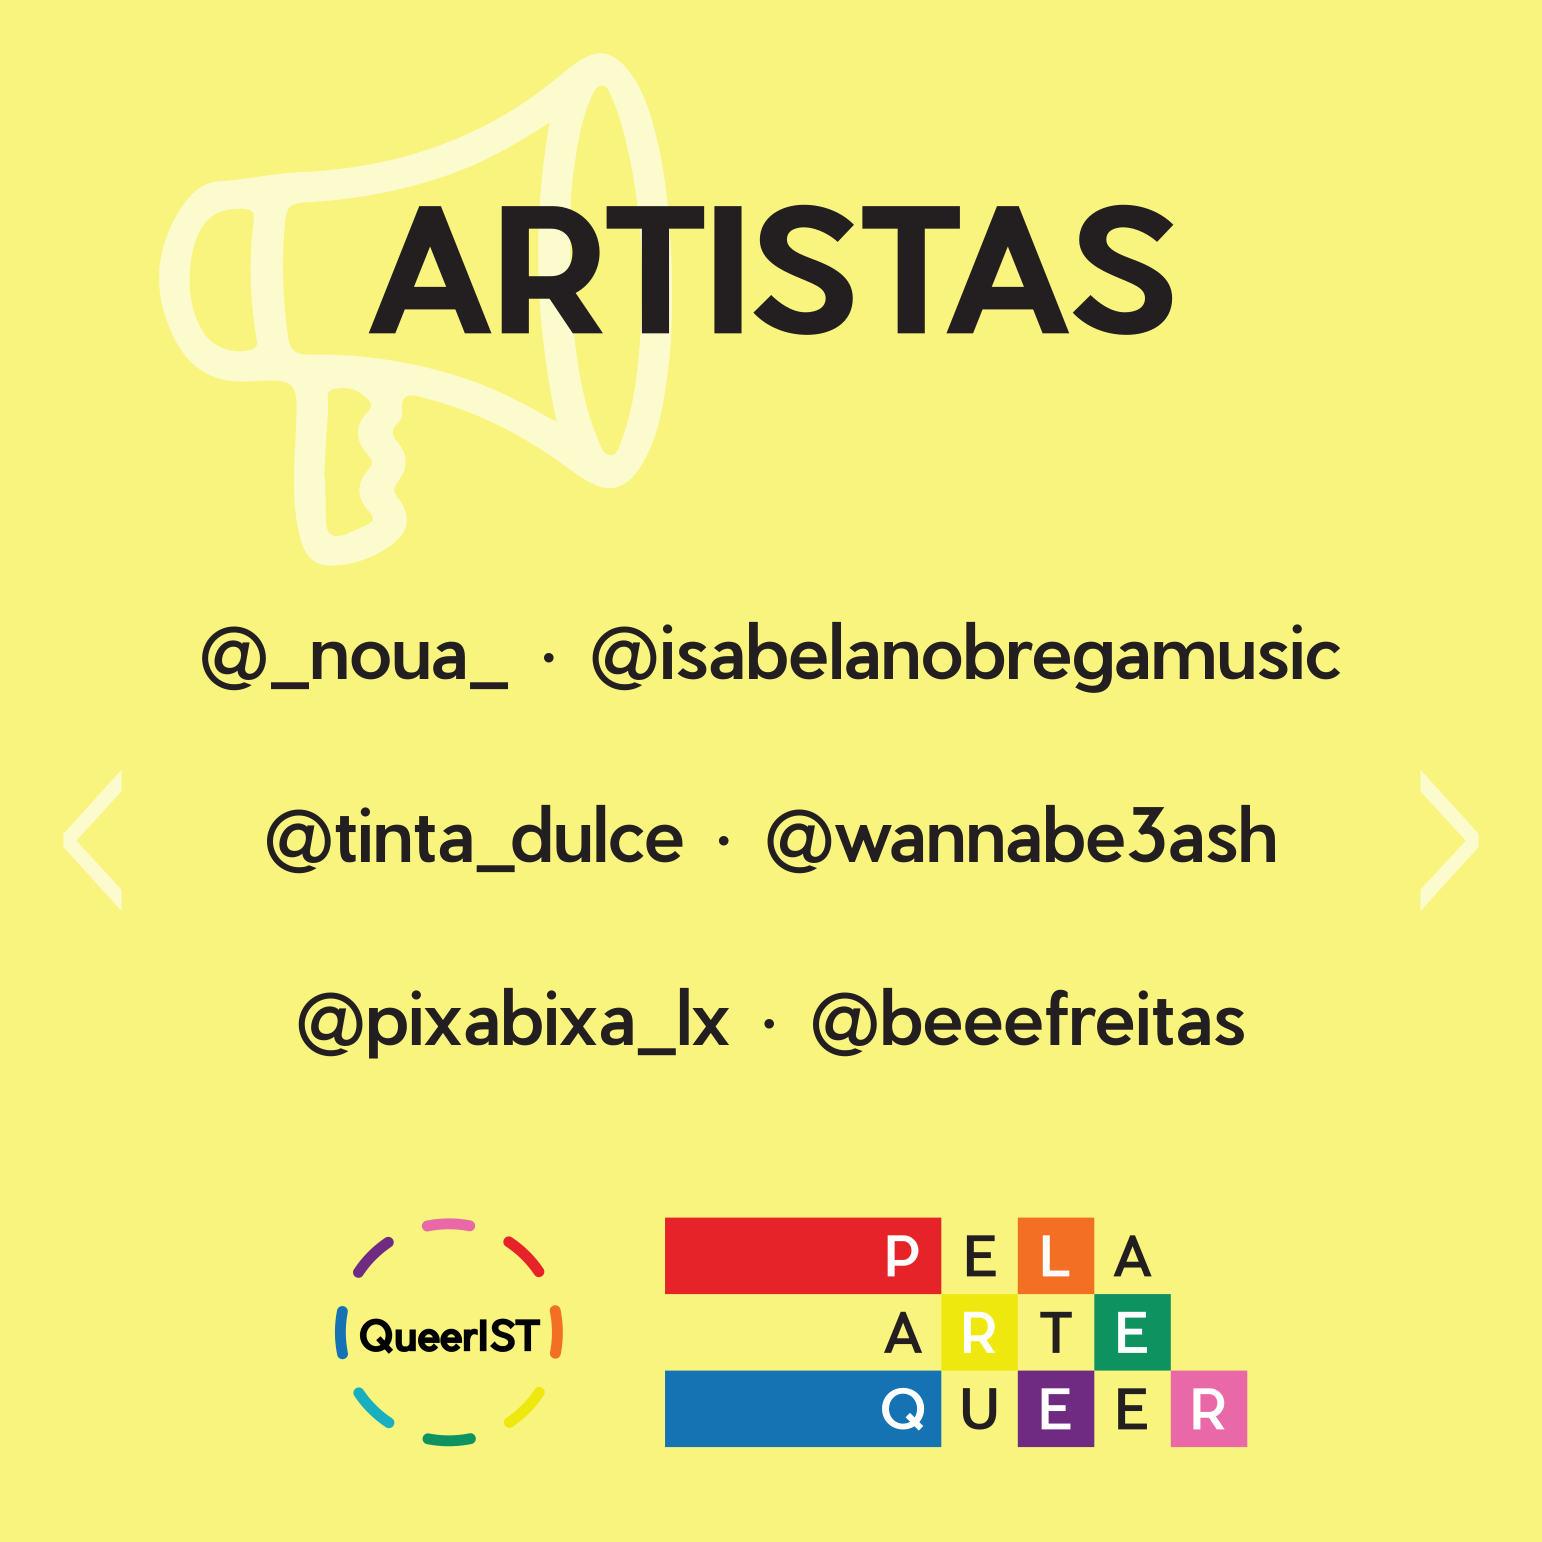 ARTISTAS
@_noua_ · @isabelanobregamusic
@tinta_dulce · @wannabe3ash
@pixabixa_lx · @beeefreitas
QueerIST
PELA
ARTE
QUEER